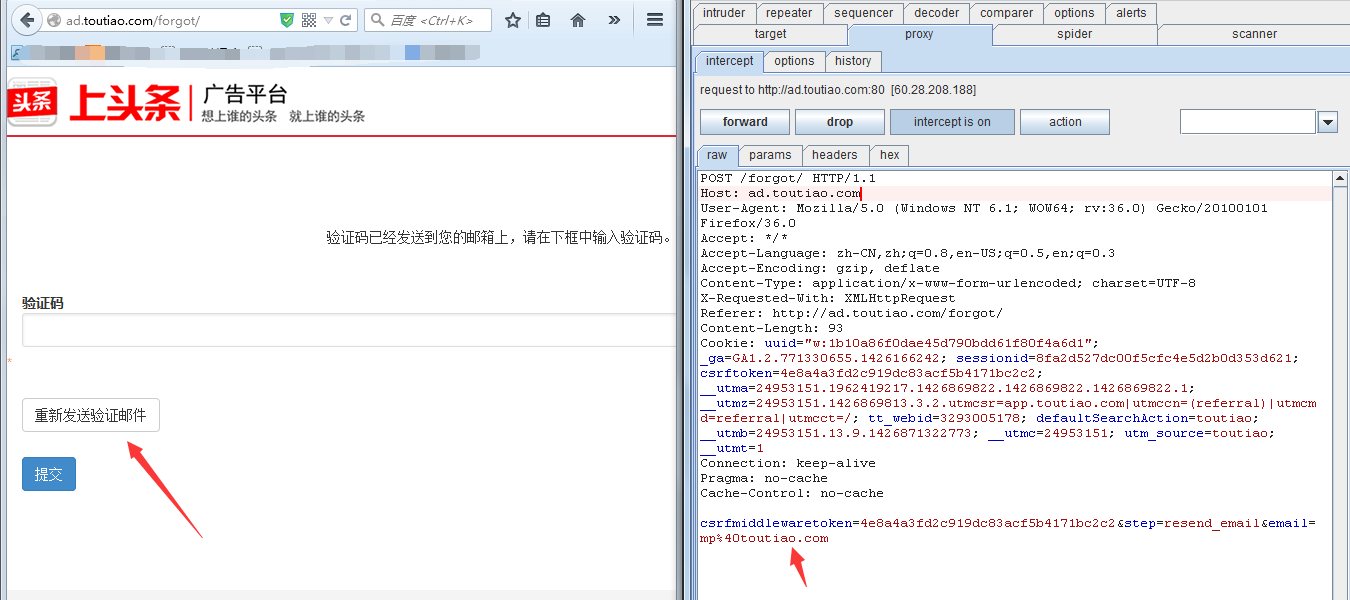 ad.toutiao.com/forgot/
百度 <Ctrl+K>
头条 上头条 广告平台
想上谁的头条 就上谁的头条
验证码已经发送到您的邮箱上，请在下框中输入验证码。
验证码
*
重新发送验证邮件
提交
intruder repeater sequencer decoder comparer options alerts
target proxy spider scanner
intercept options history
request to http://ad.toutiao.com:80 [60.28.208.188]
forward drop intercept is on action
raw params headers hex
POST /forgot/ HTTP/1.1
Host: ad.toutiao.com
User-Agent: Mozilla/5.0 (Windows NT 6.1; WOW64; rv:36.0) Gecko/20100101
Firefox/36.0
Accept: */*
Accept-Language: zh-CN,zh;q=0.8,en-US;q=0.5,en;q=0.3
Accept-Encoding: gzip, deflate
Content-Type: application/x-www-form-urlencoded; charset=UTF-8
X-Requested-With: XMLHttpRequest
Referer: http://ad.toutiao.com/forgot/
Content-Length: 93
Cookie: uuid="w:1b10a86f0dae45d790bdd61f80f4a6d1";
_ga=GA1.2.771330655.1426166242; sessionid=8fa2d527dc00f5cfc4e5d2b0d353d621;
csrftoken=4e8a4a3fd2c919dc83acf5b4171bc2c2;
__utma=24953151.1962419217.1426869822.1426869822.1426869822.1;
__utmz=24953151.1426869813.3.2.utmcsr=app.toutiao.com|utmccn=(referral)|utmcm
d=referral|utmcct=/; tt_webid=3293005178; defaultSearchAction=toutiao;
__utmb=24953151.13.9.1426871322773; __utmc=24953151; utm_source=toutiao;
__utmt=1
Connection: keep-alive
Pragma: no-cache
Cache-Control: no-cache
csrfmiddlewaretoken=4e8a4a3fd2c919dc83acf5b4171bc2c2&step=resend_email&email=
mp%40toutiao.com